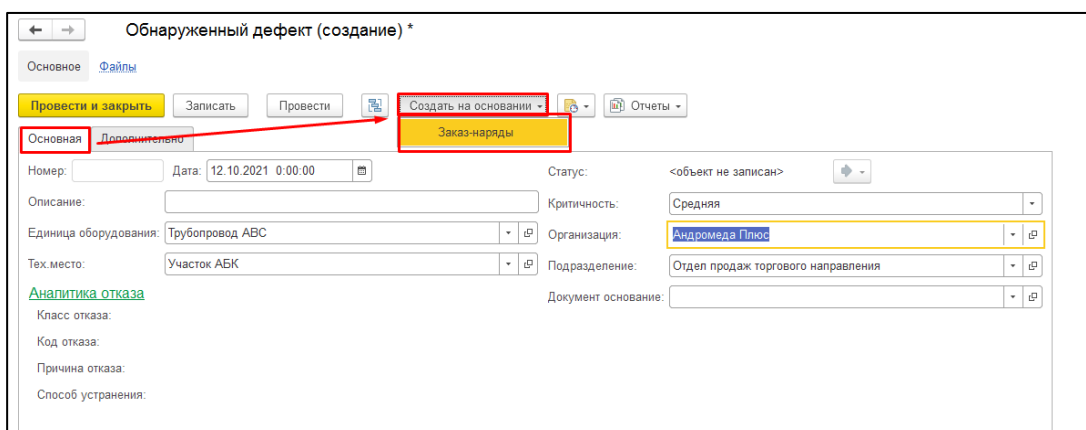 Обнаруженный дефект (создание) *
Основное Файлы
Провести и закрыть Записать Провести Создать на основании Отчеты
Заказ-наряды
Основная Дополнительно
Номер: Дата: 12.10.2021 0:00:00 Статус: <объект не записан>
Описание: Критичность: Средняя
Единица оборудования: Трубопровод АВС Организация: Андромеда Плюс
Тех.место: Участок АБК Подразделение: Отдел продаж торгового направления
Аналитика отказа Документ основание:
Класс отказа:
Код отказа:
Причина отказа:
Способ устранения: